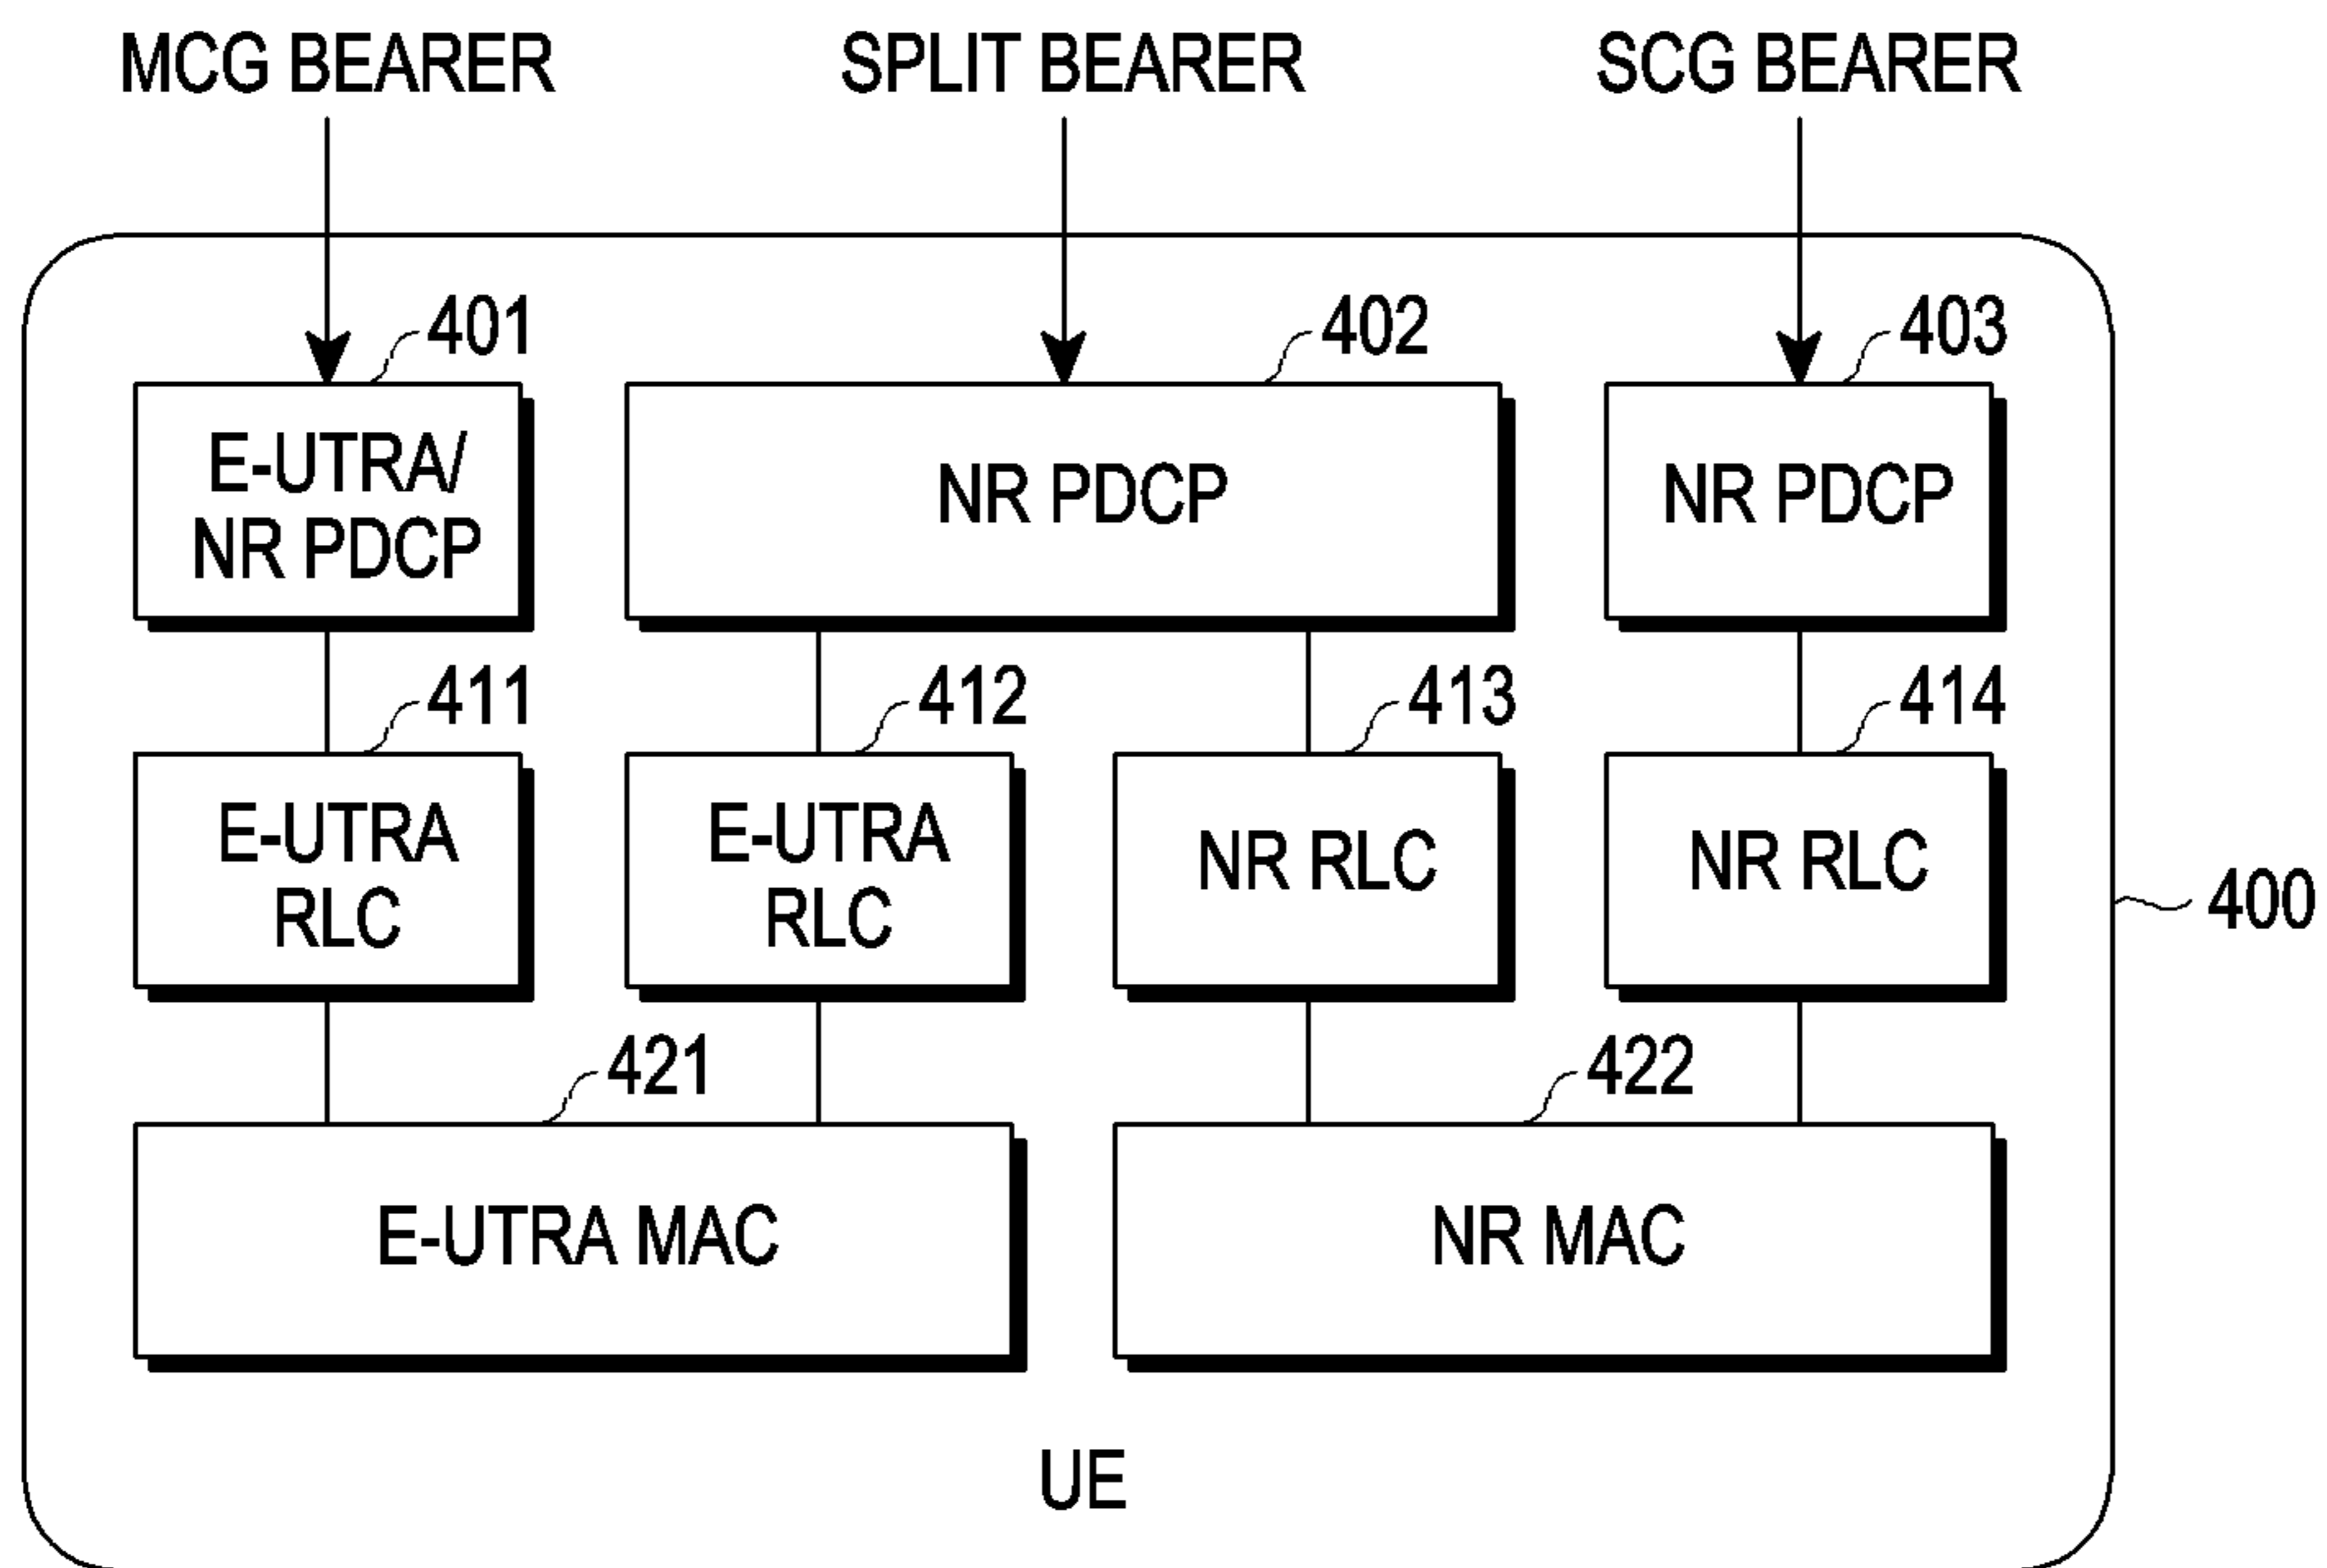 MCG BEARER
SPLIT BEARER
SCG BEARER
401
402
403
E-UTRA/
NR PDCP
NR PDCP
NR PDCP
411
412
413
414
E-UTRA
RLC
E-UTRA
RLC
NR RLC
NR RLC
400
421
422
E-UTRA MAC
NR MAC
UE